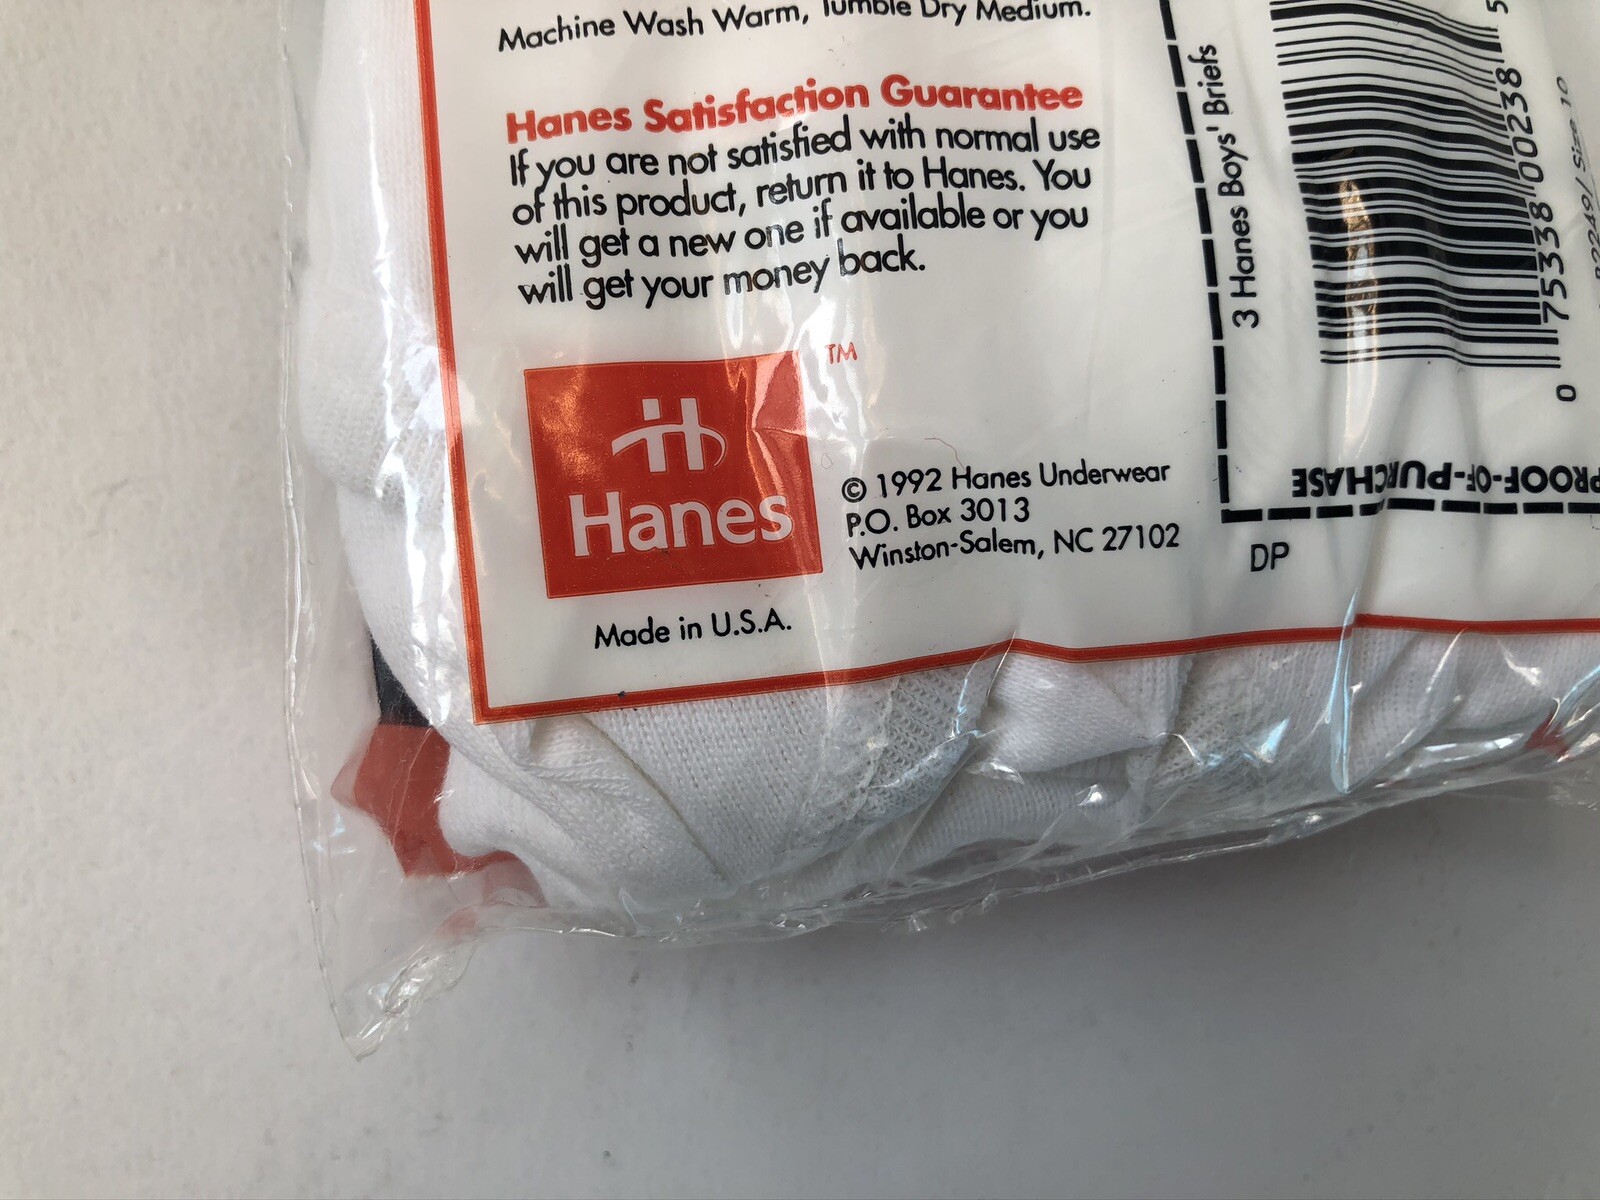 Machine Wash Warm, Tumble Dry Medium.
Hanes Satisfaction Guarantee
If you are not satisfied with normal use
of this product, return it to Hanes. You
will get a new one if available or you
will get your money back.
TM
H
Hanes
© 1992 Hanes Underwear
P.O. Box 3013
Winston-Salem, NC 27102
Made in U.S.A.
3 Hanes Boys' Briefs
0 75338 00238 5
Size 10
PROOF-OF-PURCHASE
DP